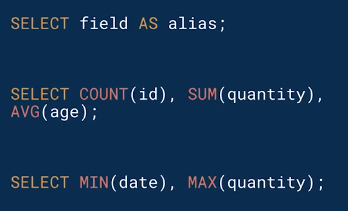 SELECT field AS alias;
SELECT COUNT(id), SUM(quantity),
AVG(age);
SELECT MIN(date), MAX(quantity);